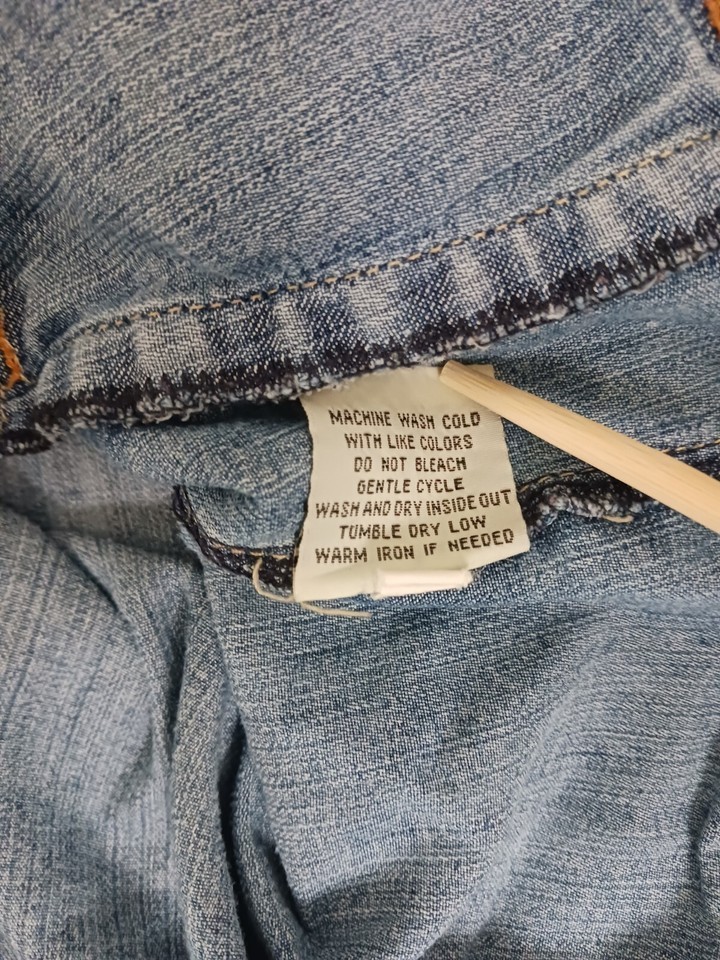 MACHINE WASH COLD
WITH LIKE COLORS
DO NOT BLEACH
GENTLE CYCLE
WASH AND DRY INSIDE OUT
TUMBLE DRY LOW
WARM IRON IF NEEDED